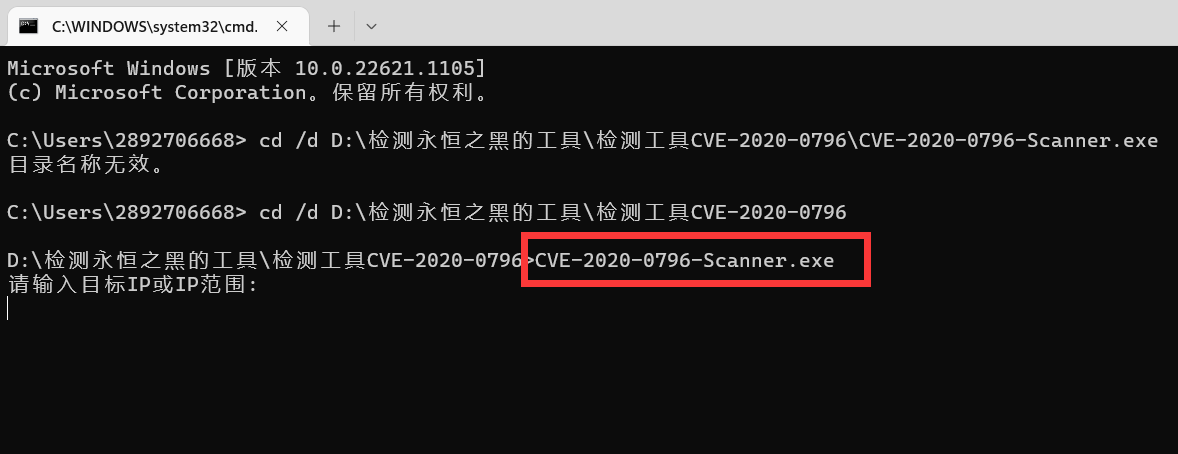 C:\WINDOWS\system32\cmd.
Microsoft Windows [版本 10.0.22621.1105]
(c) Microsoft Corporation。保留所有权利。
C:\Users\2892706668> cd /d D:\检测永恒之黑的工具\检测工具CVE-2020-0796\CVE-2020-0796-Scanner.exe
目录名称无效。
C:\Users\2892706668> cd /d D:\检测永恒之黑的工具\检测工具CVE-2020-0796
D:\检测永恒之黑的工具\检测工具CVE-2020-0796>CVE-2020-0796-Scanner.exe
请输入目标IP或IP范围: